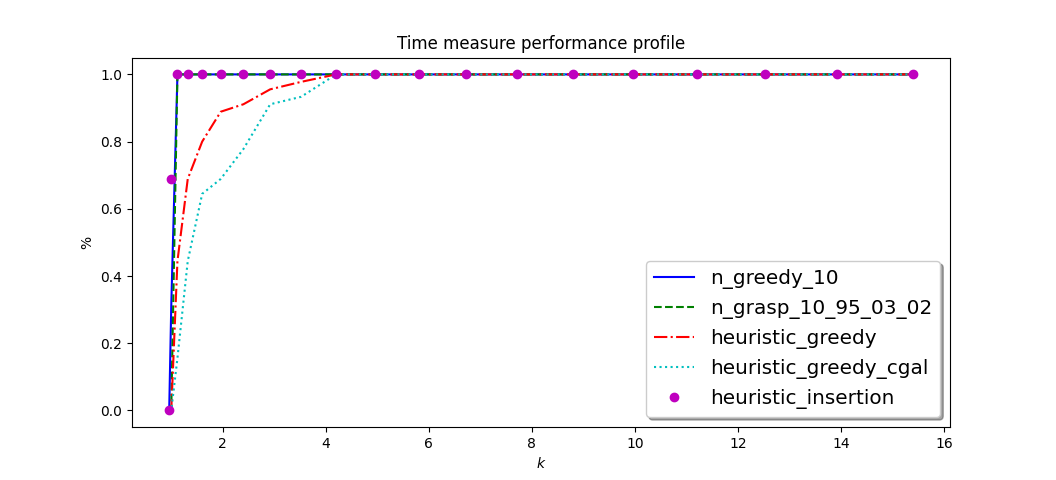 Time measure performance profile
1.0
0.8
0.6
0.4
0.2
0.0
%
2 4 6 8 10 12 14 16
k
n_greedy_10
n_grasp_10_95_03_02
heuristic_greedy
heuristic_greedy_cgal
heuristic_insertion